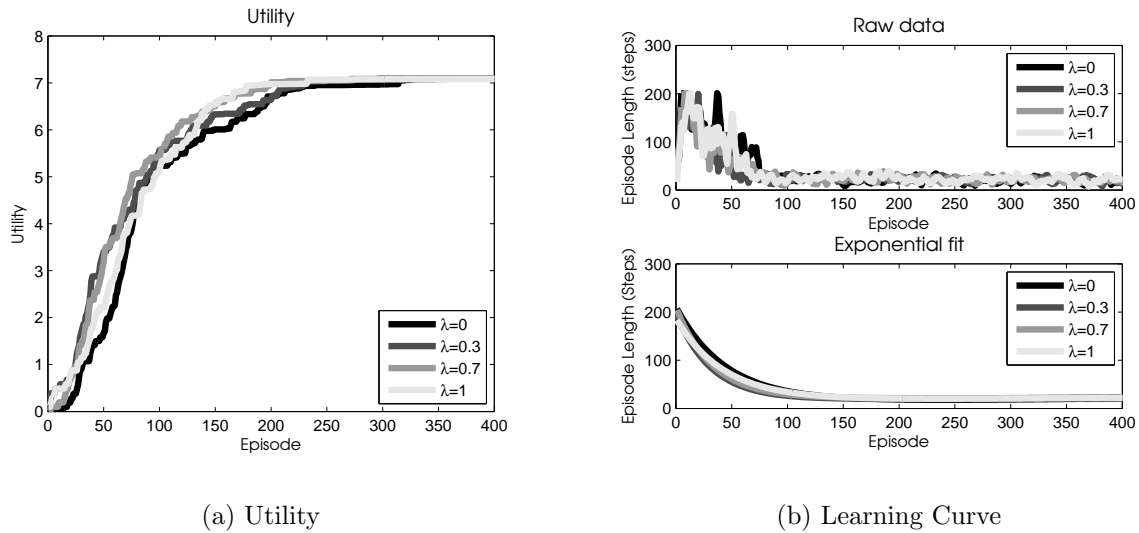 Utility
Utility
8
7
6
5
4
3
2
1
0
0 50 100 150 200 250 300 350 400
Episode
λ=0
λ=0.3
λ=0.7
λ=1
(a) Utility
Raw data
Episode Length (steps)
300
200
100
0
0 50 100 150 200 250 300 350 400
Episode
λ=0
λ=0.3
λ=0.7
λ=1
Exponential fit
Episode Length (Steps)
300
200
100
0
0 50 100 150 200 250 300 350 400
Episode
λ=0
λ=0.3
λ=0.7
λ=1
(b) Learning Curve